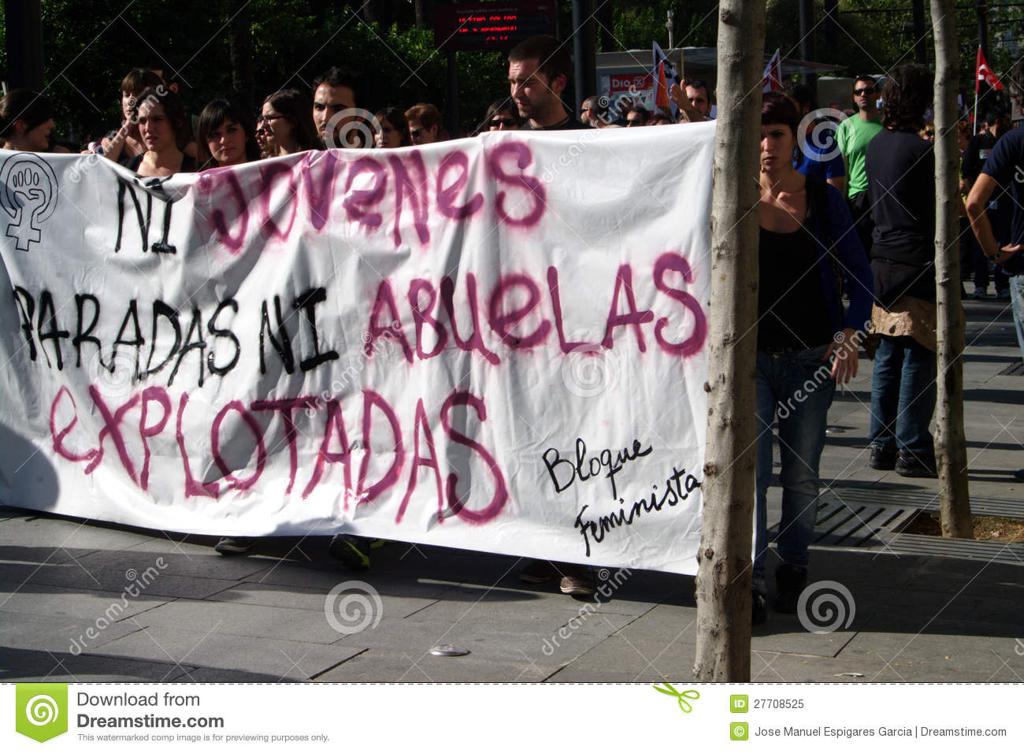 NI JOVENES
PARADAS NI ABUELAS
EXPLOTADAS
Bloque
Feminista
Download from
Dreamstime.com
This watermarked comp image is for previewing purposes only.
ID 27708525
© Jose Manuel Espigares Garcia | Dreamstime.com